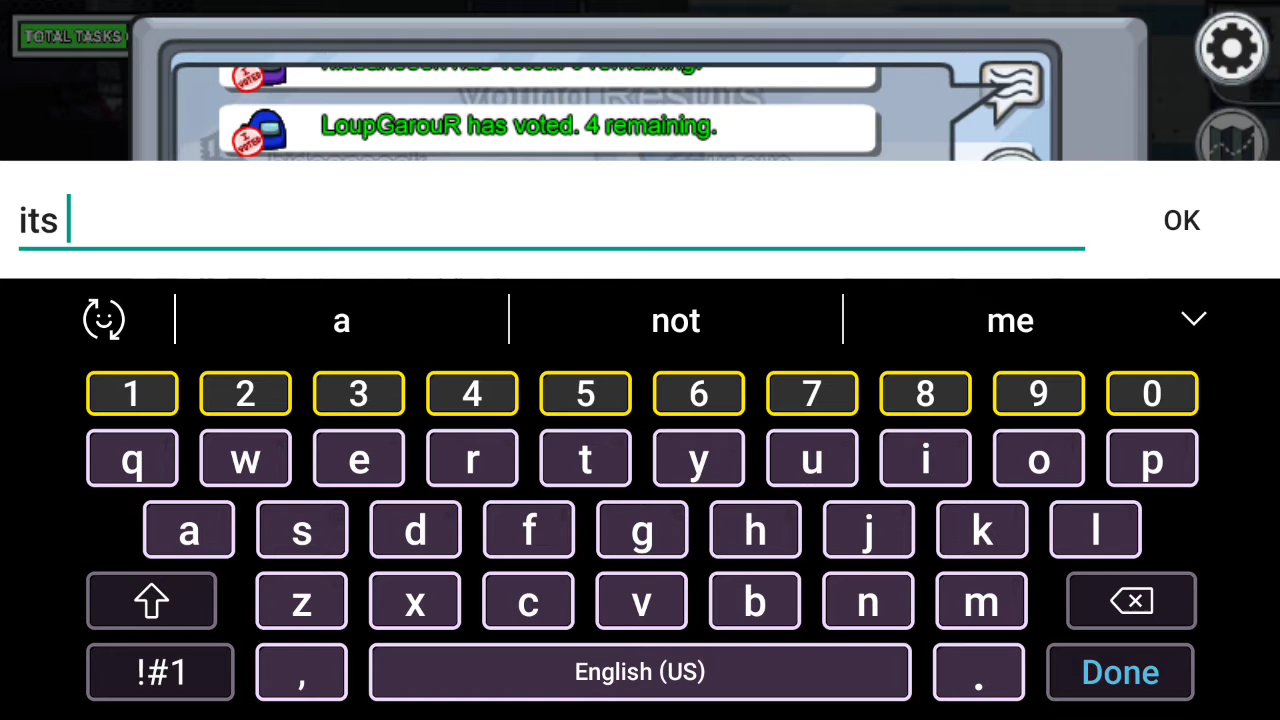 TOTAL TASKS
LoupGarouR has voted. 4 remaining.
its
OK
a not me
1 2 3 4 5 6 7 8 9 0
q w e r t y u i o p
a s d f g h j k l
z x c v b n m
!#1 , English (US) . Done